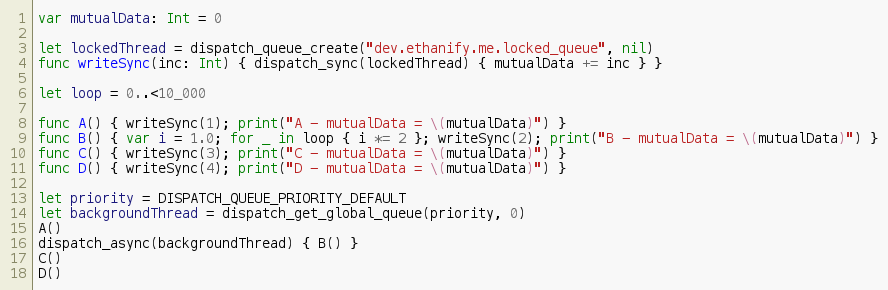 1 var mutualData: Int = 0
2
3 let lockedThread = dispatch_queue_create("dev.ethanify.me.locked_queue", nil)
4 func writeSync(inc: Int) { dispatch_sync(lockedThread) { mutualData += inc } }
5
6 let loop = 0..<10_000
7
8 func A() { writeSync(1); print("A - mutualData = \(mutualData)") }
9 func B() { var i = 1.0; for _ in loop { i *= 2 }; writeSync(2); print("B - mutualData = \(mutualData)") }
10 func C() { writeSync(3); print("C - mutualData = \(mutualData)") }
11 func D() { writeSync(4); print("D - mutualData = \(mutualData)") }
12
13 let priority = DISPATCH_QUEUE_PRIORITY_DEFAULT
14 let backgroundThread = dispatch_get_global_queue(priority, 0)
15 A()
16 dispatch_async(backgroundThread) { B() }
17 C()
18 D()